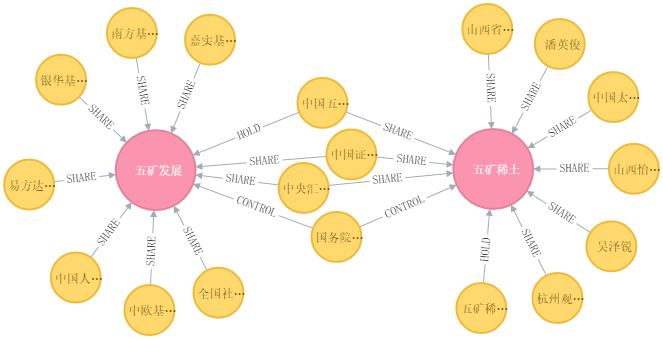 南方基…
嘉实基…
银华基…
易方达…
中国人…
中欧基…
全国社…
五矿发展
SHARE
SHARE
SHARE
SHARE
SHARE
SHARE
SHARE
中国五…
中国证…
中央汇…
国务院…
HOLD
SHARE
SHARE
CONTROL
SHARE
SHARE
SHARE
CONTROL
五矿稀土
山西省…
潘英俊
中国太…
山西怡…
吴泽锐
杭州观…
五矿稀…
SHARE
SHARE
SHARE
SHARE
SHARE
SHARE
HOLD